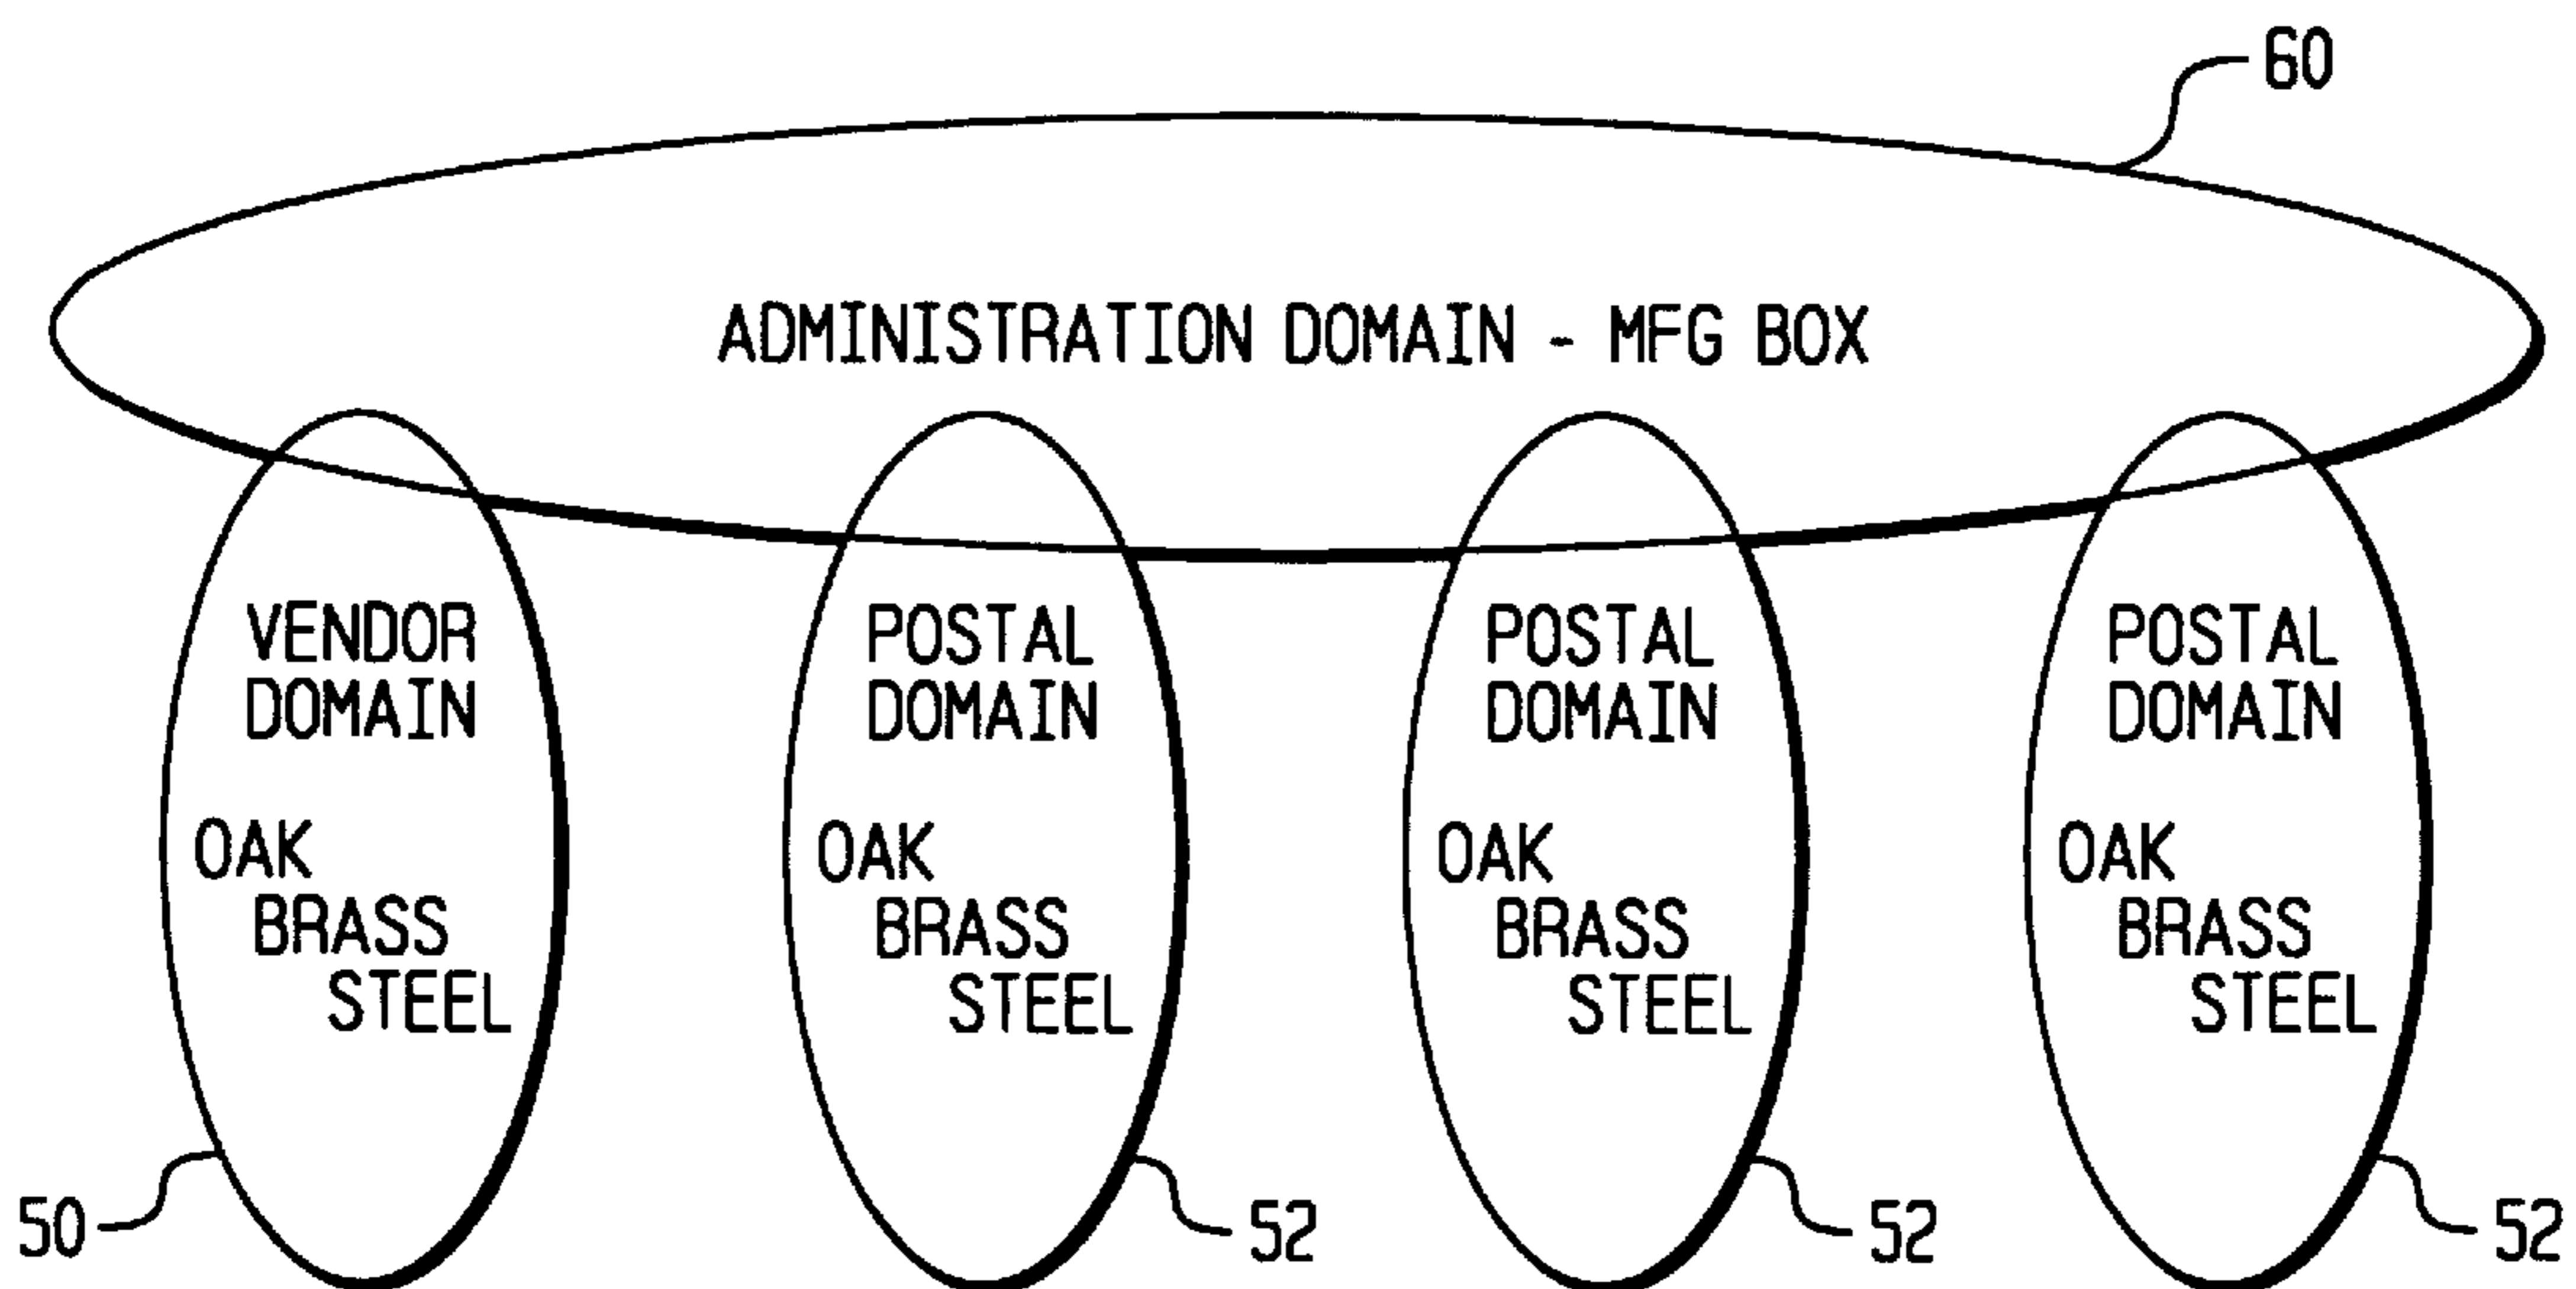 60
ADMINISTRATION DOMAIN - MFG BOX
VENDOR
DOMAIN
OAK
BRASS
STEEL
50
POSTAL
DOMAIN
OAK
BRASS
STEEL
52
POSTAL
DOMAIN
OAK
BRASS
STEEL
52
POSTAL
DOMAIN
OAK
BRASS
STEEL
52